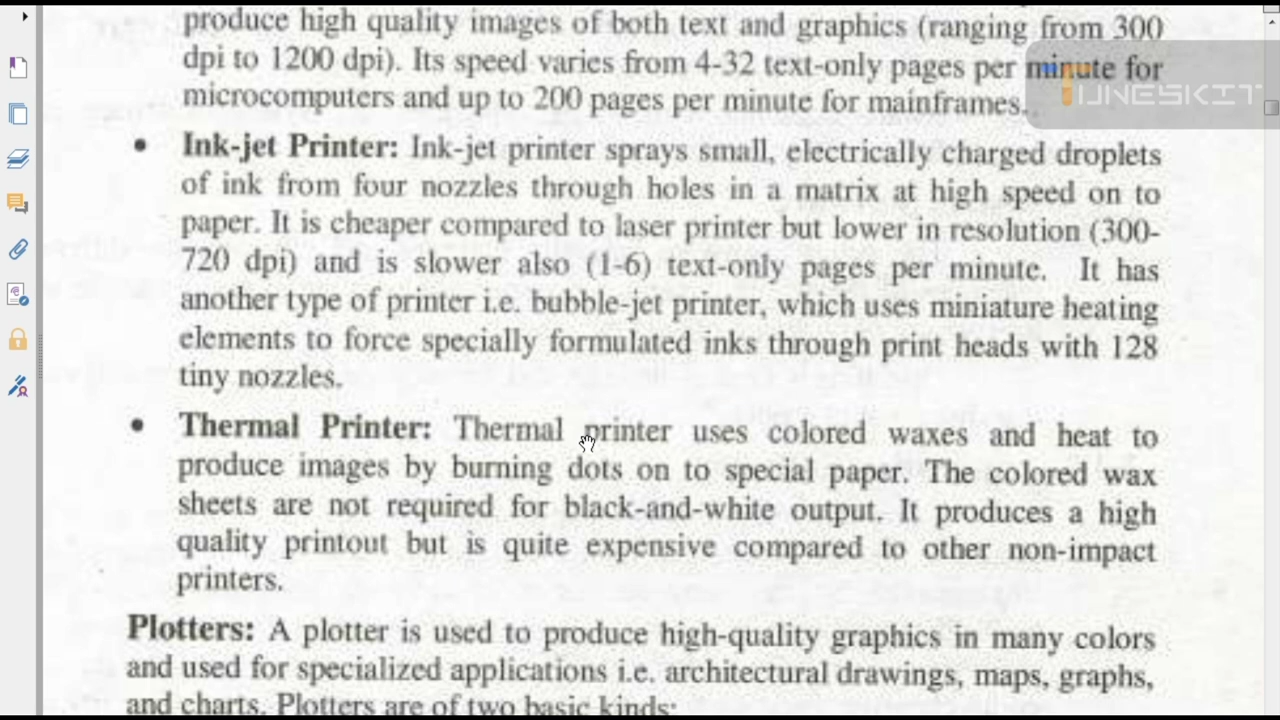 produce high quality images of both text and graphics (ranging from 300
dpi to 1200 dpi). Its speed varies from 4-32 text-only pages per minute for
microcomputers and up to 200 pages per minute for mainframes..
TUNESKIT
• Ink-jet Printer: Ink-jet printer sprays small, electrically charged droplets
of ink from four nozzles through holes in a matrix at high speed on to
paper. It is cheaper compared to laser printer but lower in resolution (300-
720 dpi) and is slower also (1-6) text-only pages per minute. It has
another type of printer i.e. bubble-jet printer, which uses miniature heating
elements to force specially formulated inks through print heads with 128
tiny nozzles.
• Thermal Printer: Thermal printer uses colored waxes and heat to
produce images by burning dots on to special paper. The colored wax
sheets are not required for black-and-white output. It produces a high
quality printout but is quite expensive compared to other non-impact
printers.
Plotters: A plotter is used to produce high-quality graphics in many colors
and used for specialized applications i.e. architectural drawings, maps, graphs,
and charts. Plotters are of two basic kinds: